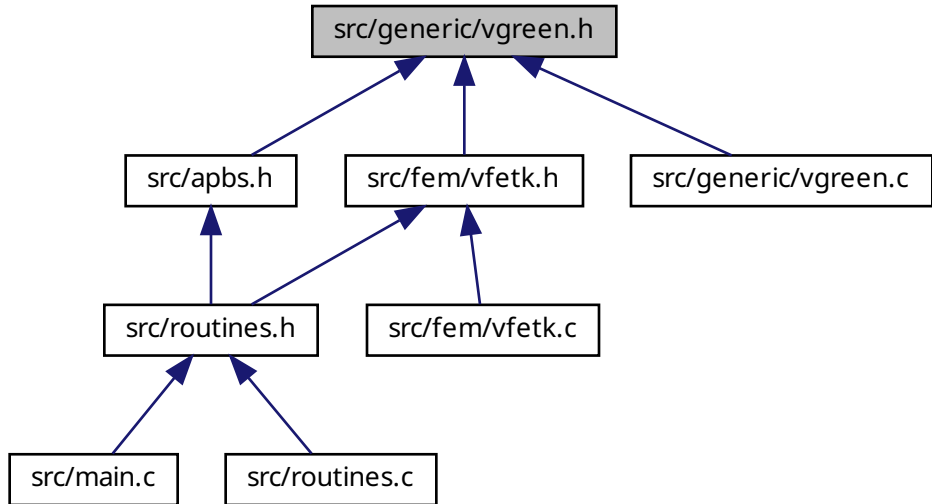 src/generic/vgreen.h
src/apbs.h
src/fem/vfetk.h
src/generic/vgreen.c
src/routines.h
src/fem/vfetk.c
src/main.c
src/routines.c